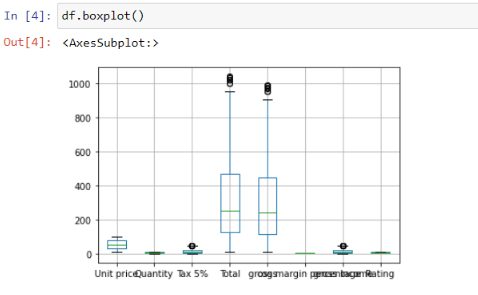 In [4]: df.boxplot()
Out[4]: <AxesSubplot:>
1000
800
600
400
200
0
Unit price Quantity Tax 5% Total cogs gross margin percentage gross income Rating